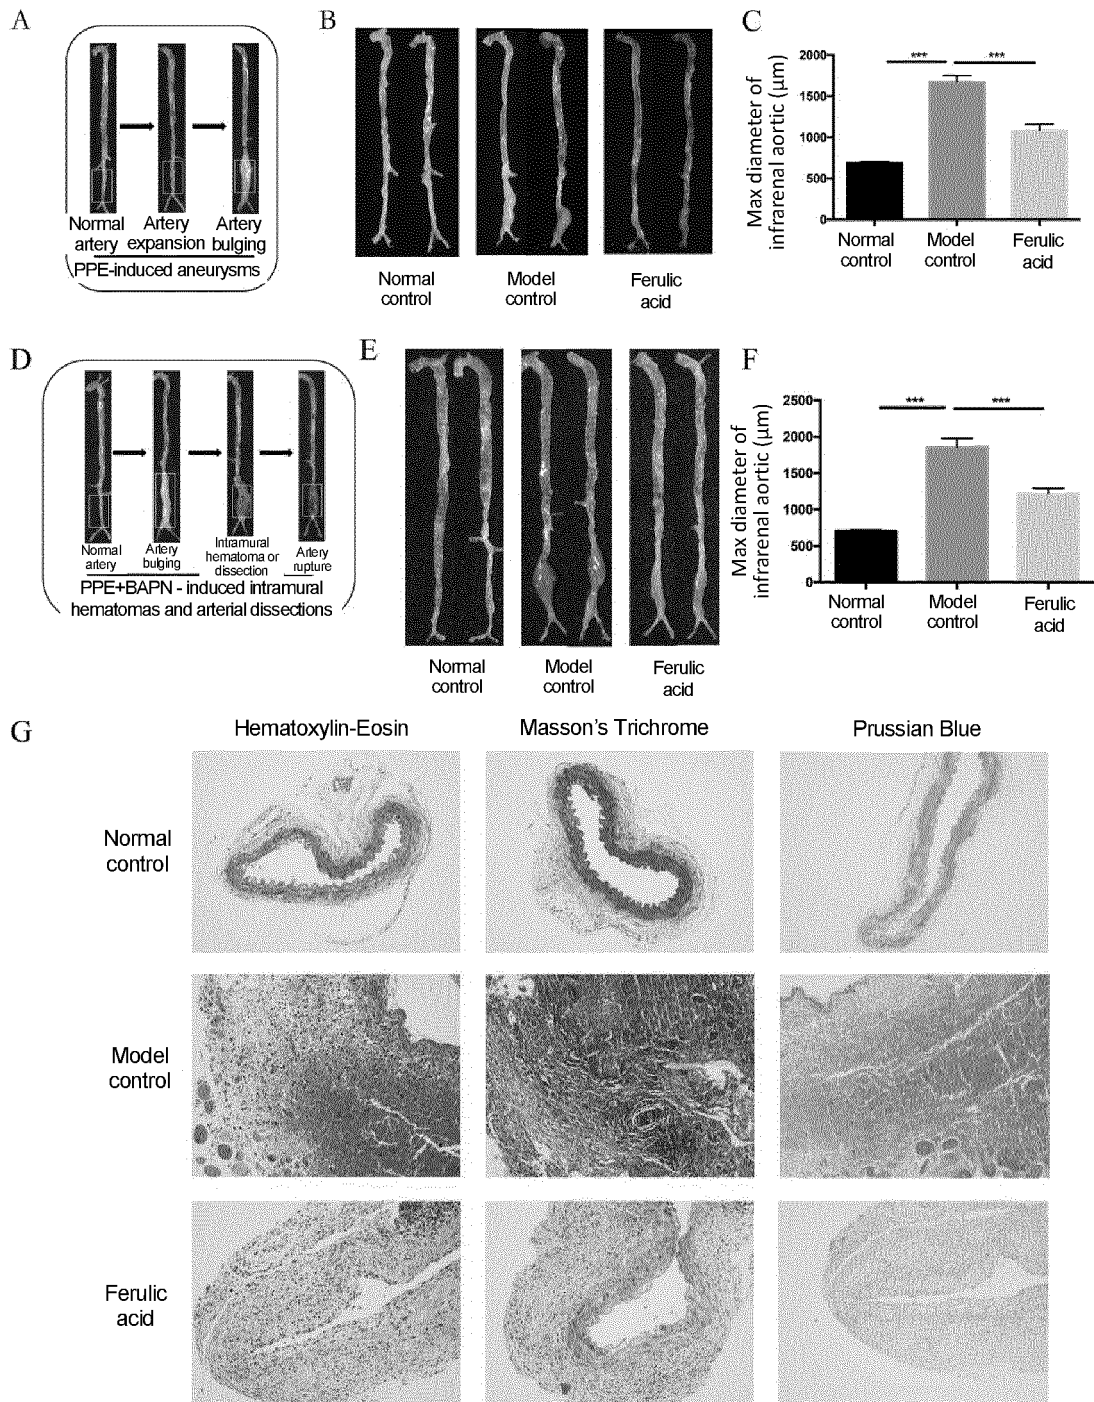 A
Normal artery
Artery expansion
Artery bulging
PPE-induced aneurysms
B
Normal control
Model control
Ferulic acid
C
Max diameter of
infrarenal aortic (μm)
2000
1500
1000
500
0
***
***
Normal control
Model control
Ferulic acid
D
Normal artery
Artery bulging
Intramural hematoma or dissection
Artery rupture
PPE+BAPN - induced intramural
hematomas and arterial dissections
E
Normal control
Model control
Ferulic acid
F
Max diameter of
infrarenal aortic (μm)
2500
2000
1500
1000
500
0
***
***
Normal control
Model control
Ferulic acid
G
Hematoxylin-Eosin
Masson's Trichrome
Prussian Blue
Normal
control
Model
control
Ferulic
acid